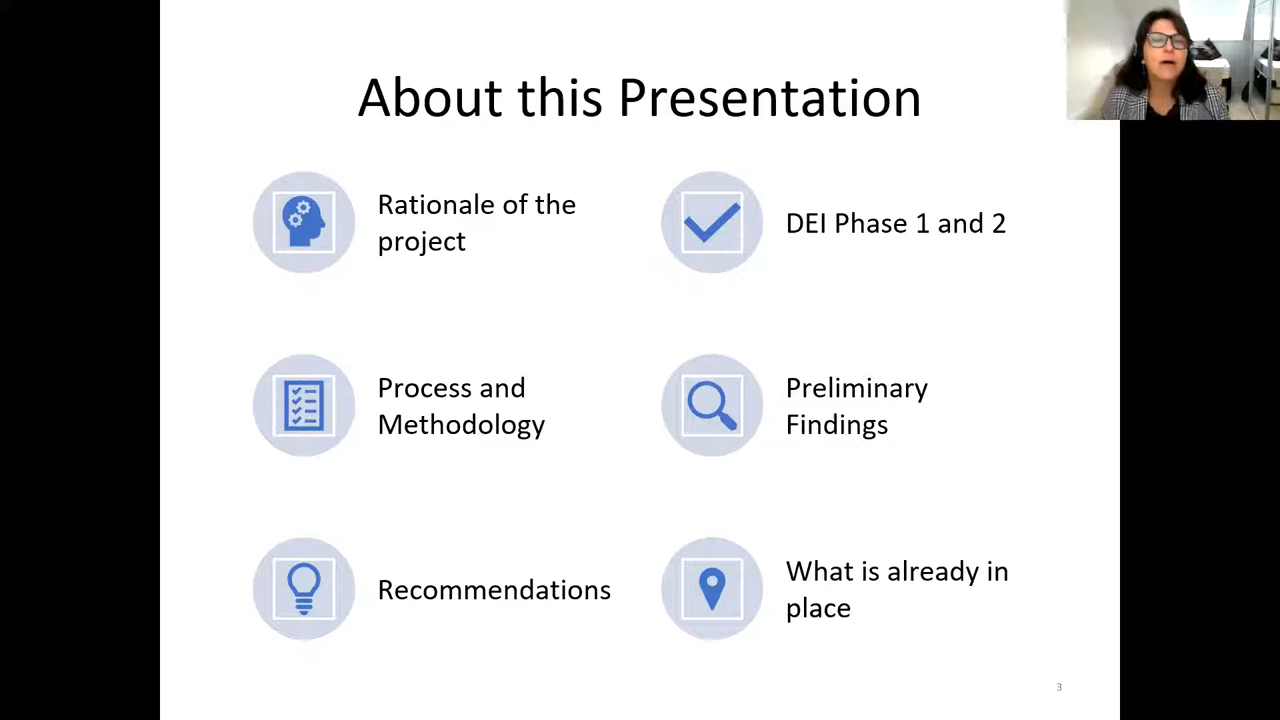 About this Presentation
Rationale of the
project
DEI Phase 1 and 2
Process and
Methodology
Preliminary
Findings
Recommendations
What is already in
place
3